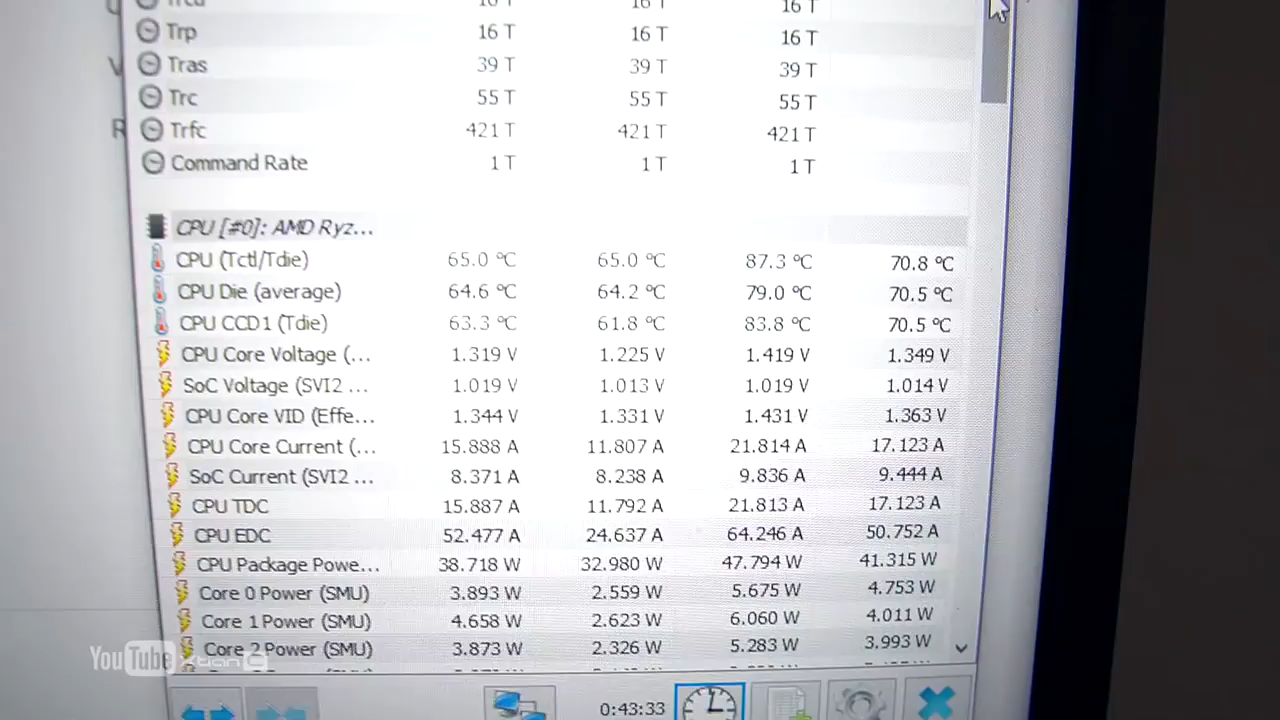 Trcd 16 T 16 T 16 T
Trp 16 T 16 T 16 T
Tras 39 T 39 T 39 T
Trc 55 T 55 T 55 T
Trfc 421 T 421 T 421 T
Command Rate 1 T 1 T 1 T
CPU [#0]: AMD Ryz...
CPU (Tctl/Tdie) 65.0 °C 65.0 °C 87.3 °C 70.8 °C
CPU Die (average) 64.6 °C 64.2 °C 79.0 °C 70.5 °C
CPU CCD1 (Tdie) 63.3 °C 61.8 °C 83.8 °C 70.5 °C
CPU Core Voltage (... 1.319 V 1.225 V 1.419 V 1.349 V
SoC Voltage (SVI2 ... 1.019 V 1.013 V 1.019 V 1.014 V
CPU Core VID (Effe... 1.344 V 1.331 V 1.431 V 1.363 V
CPU Core Current (... 15.888 A 11.807 A 21.814 A 17.123 A
SoC Current (SVI2 ... 8.371 A 8.238 A 9.836 A 9.444 A
CPU TDC 15.887 A 11.792 A 21.813 A 17.123 A
CPU EDC 52.477 A 24.637 A 64.246 A 50.752 A
CPU Package Powe... 38.718 W 32.980 W 47.794 W 41.315 W
Core 0 Power (SMU) 3.893 W 2.559 W 5.675 W 4.753 W
Core 1 Power (SMU) 4.658 W 2.623 W 6.060 W 4.011 W
Core 2 Power (SMU) 3.873 W 2.326 W 5.283 W 3.993 W
YouTube Xtian C
0:43:33